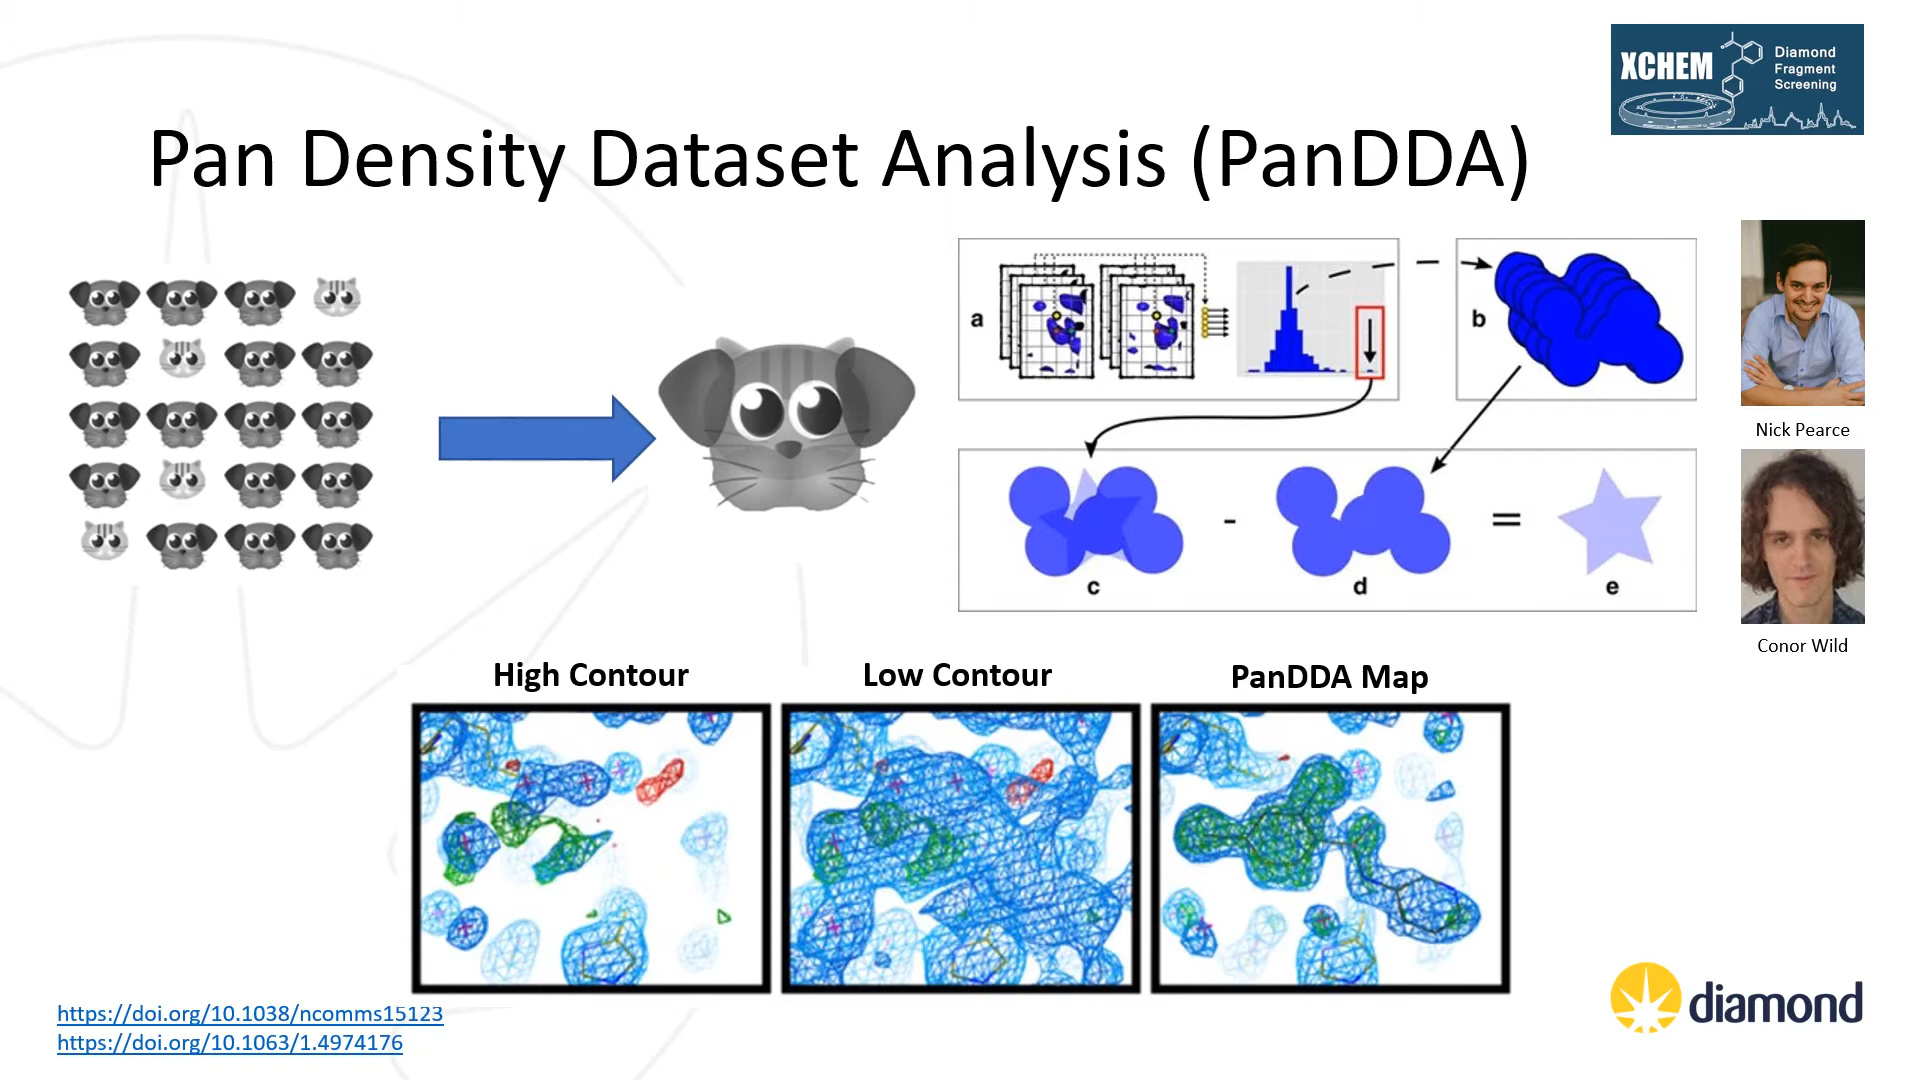 XCHEM
Diamond
Fragment
Screening
Pan Density Dataset Analysis (PanDDA)
a
b
Nick Pearce
-
=
c
d
e
Conor Wild
High Contour
Low Contour
PanDDA Map
https://doi.org/10.1038/ncomms15123
https://doi.org/10.1063/1.4974176
diamond